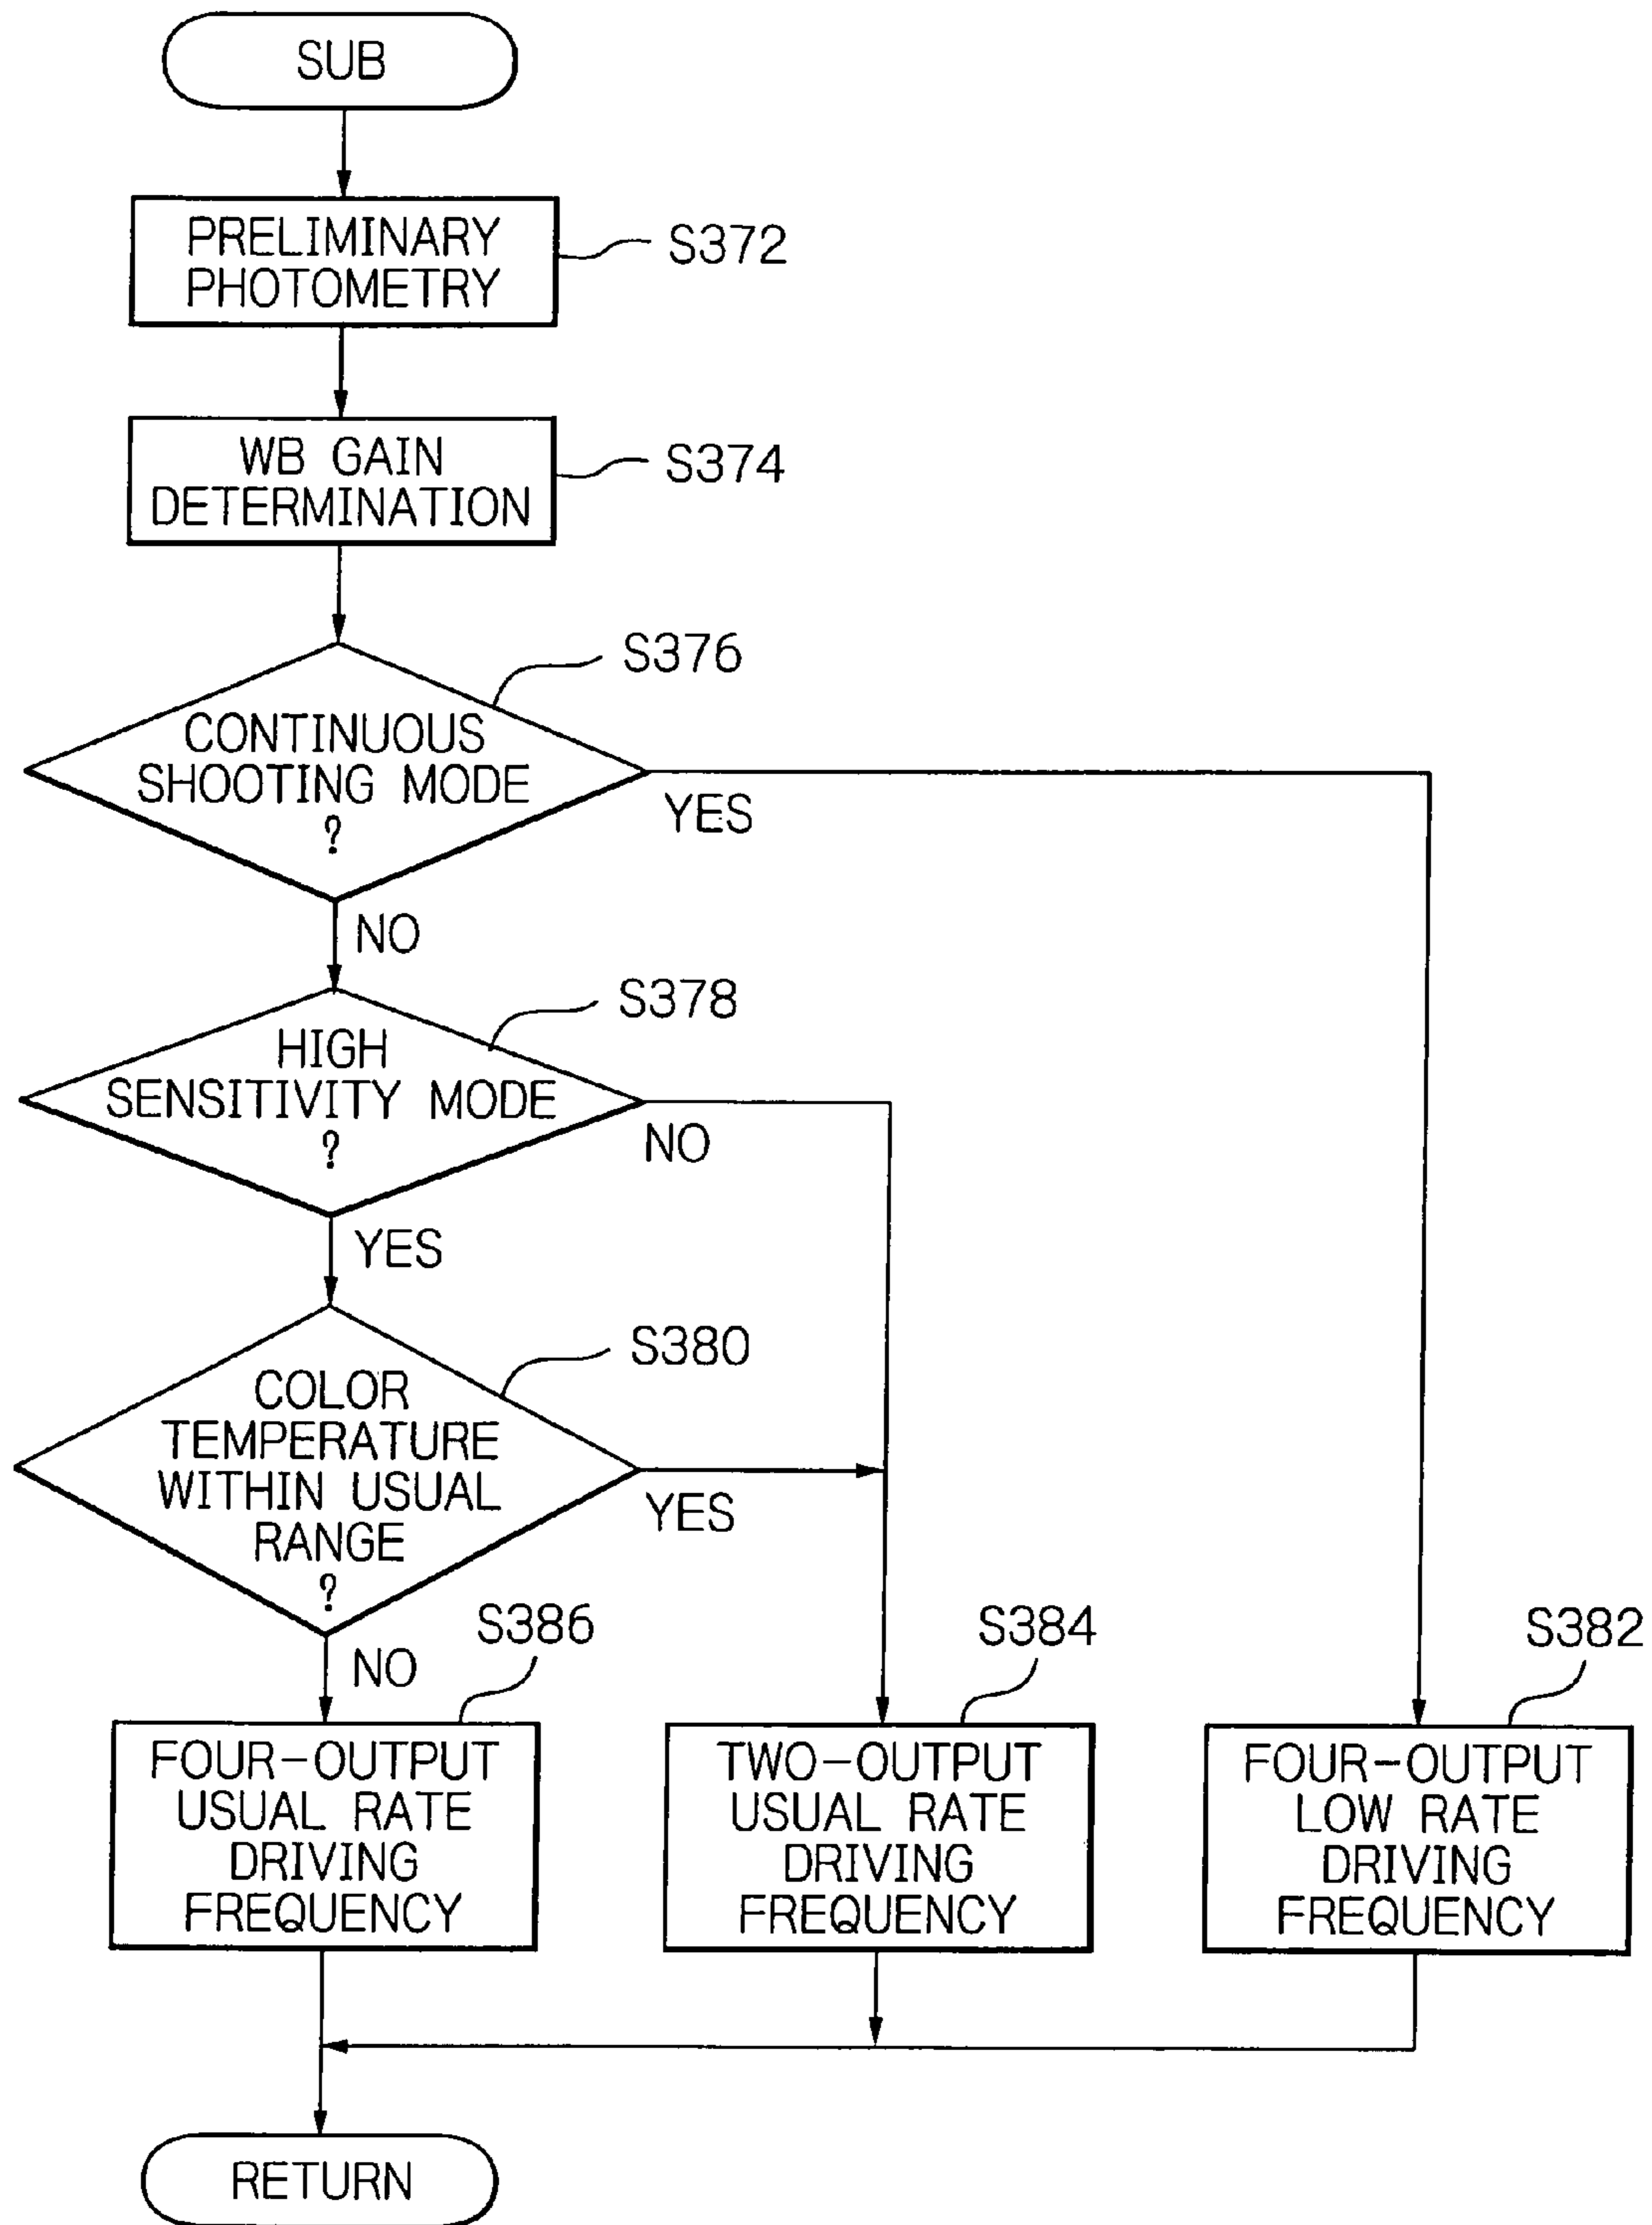 SUB
PRELIMINARY
PHOTOMETRY
S372
WB GAIN
DETERMINATION
S374
S376
CONTINUOUS
SHOOTING MODE
?
YES
NO
S378
HIGH
SENSITIVITY MODE
?
NO
YES
S380
COLOR
TEMPERATURE
WITHIN USUAL
RANGE
?
YES
NO
S386
FOUR-OUTPUT
USUAL RATE
DRIVING
FREQUENCY
S384
TWO-OUTPUT
USUAL RATE
DRIVING
FREQUENCY
S382
FOUR-OUTPUT
LOW RATE
DRIVING
FREQUENCY
RETURN